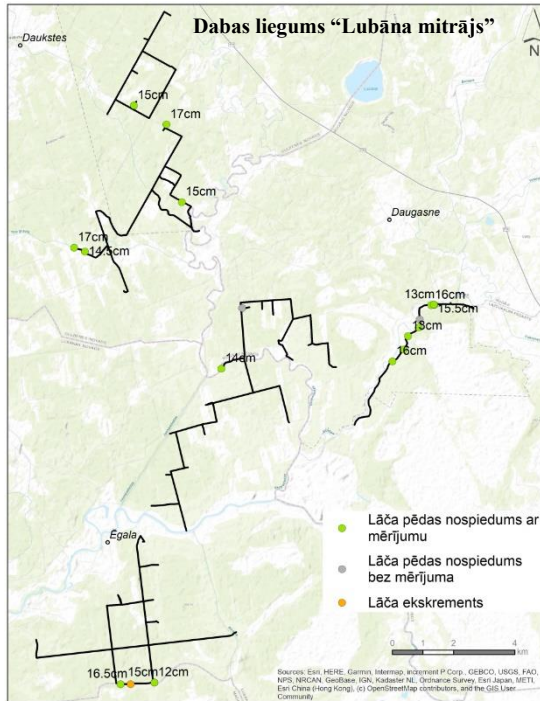 Dabas liegums “Lubāna mitrājs”
Daukstes
N
15cm
17cm
15cm
Daugasne
17cm
14.5cm
13cm 16cm
15.5cm
13cm
14cm
16cm
Lāča pēdas nospiedums ar
mērījumu
Ēgala
Lāča pēdas nospiedums
bez mērījuma
Lāča ekskrements
0 2 4
km
16.5cm 15cm 12cm
Sources: Esri, HERE, Garmin, Intermap, increment P Corp., GEBCO, USGS, FAO,
NPS, NRCAN, GeoBase, IGN, Kadaster NL, Ordnance Survey, Esri Japan, METI,
Esri China (Hong Kong), (c) OpenStreetMap contributors, and the GIS User
Community